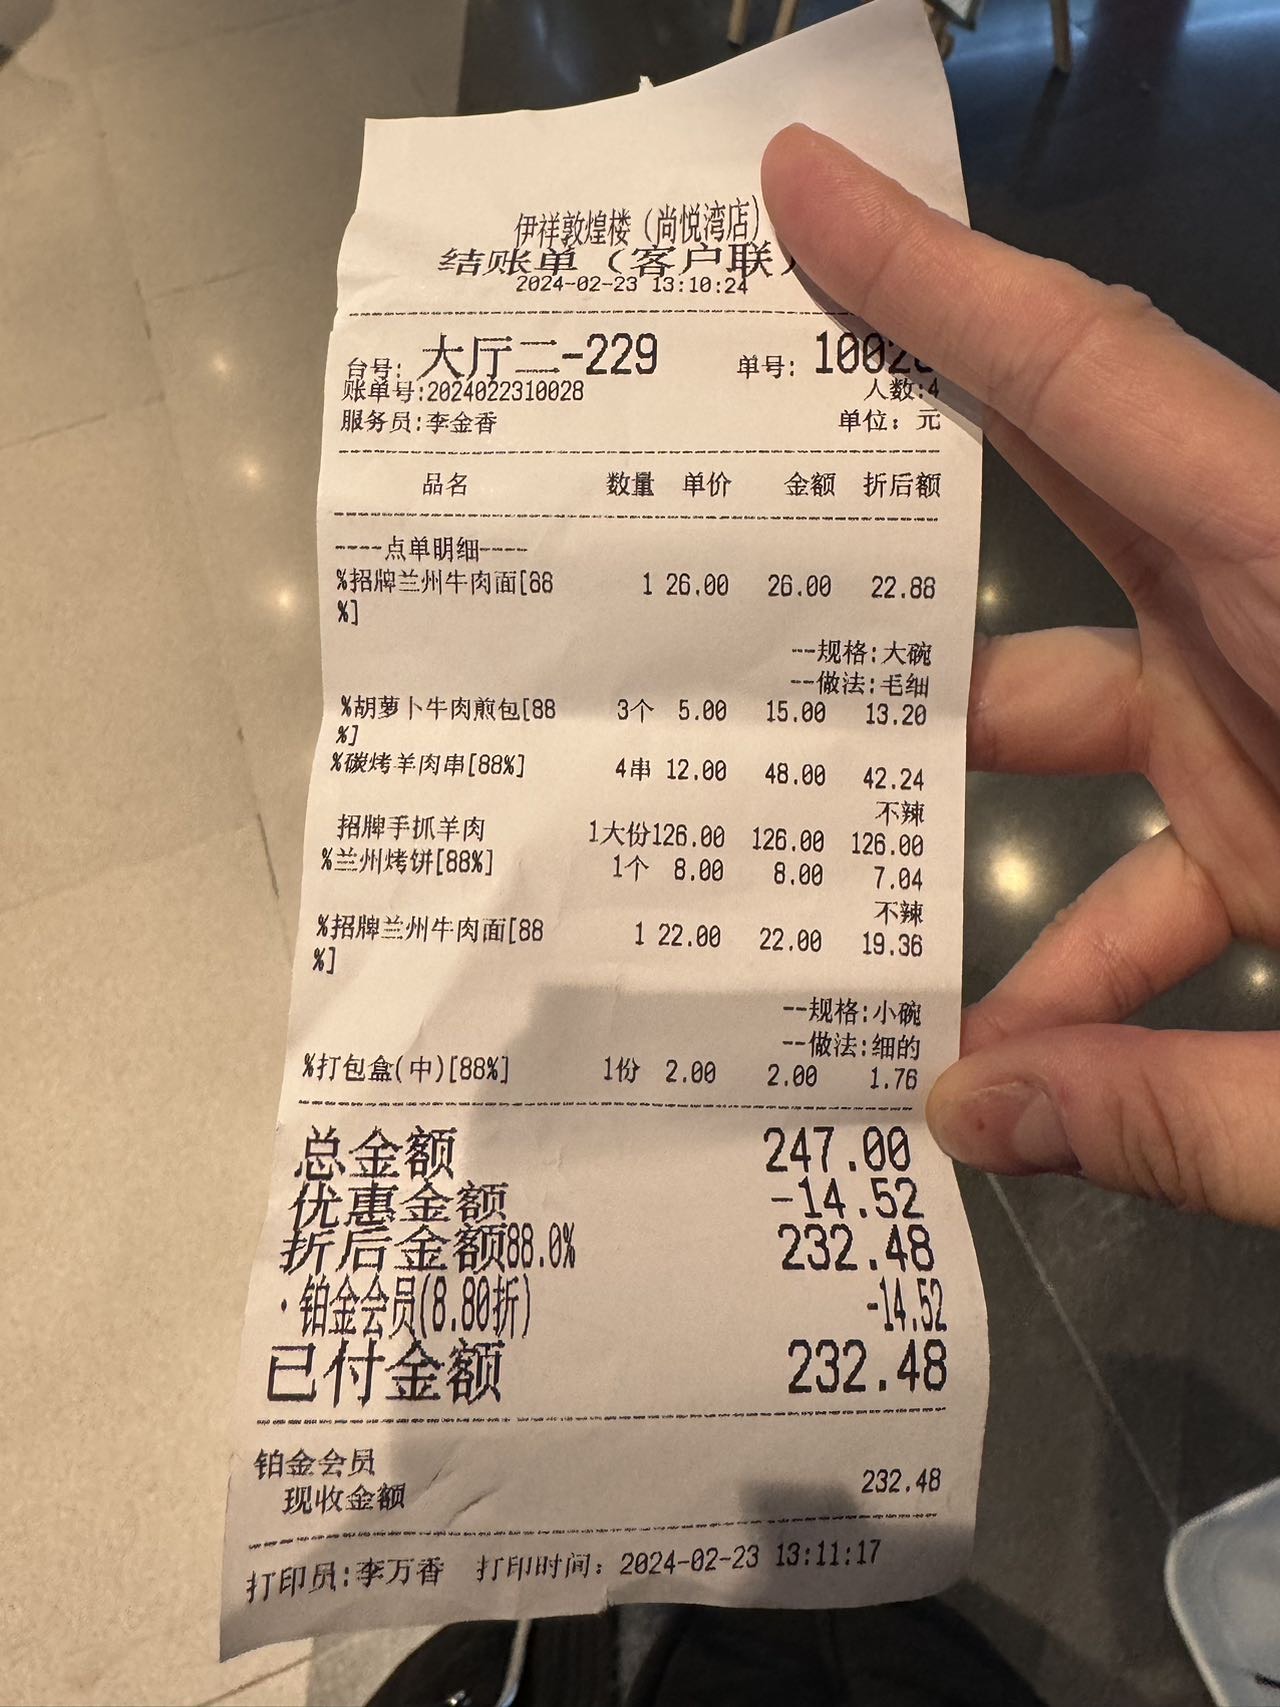 伊祥敦煌楼（尚悦湾店）
结账单（客户联）
2024-02-23 13:10:24
台号: 大厅二-229 单号: 10028
账单号:2024022310028 人数:4
服务员:李金香 单位: 元
品名 数量 单价 金额 折后额
----点单明细----
%招牌兰州牛肉面[88 1 26.00 26.00 22.88
%]
--规格:大碗
--做法:毛细
%胡萝卜牛肉煎包[88 3个 5.00 15.00 13.20
%]
%碳烤羊肉串[88%] 4串 12.00 48.00 42.24
不辣
招牌手抓羊肉 1大份126.00 126.00 126.00
%兰州烤饼[88%] 1个 8.00 8.00 7.04
不辣
%招牌兰州牛肉面[88 1 22.00 22.00 19.36
%]
--规格:小碗
--做法:细的
%打包盒(中)[88%] 1份 2.00 2.00 1.76
总金额 247.00
优惠金额 -14.52
折后金额88.0% 232.48
·铂金会员(8.80折) -14.52
已付金额 232.48
铂金会员
现收金额 232.48
打印员:李万香 打印时间: 2024-02-23 13:11:17